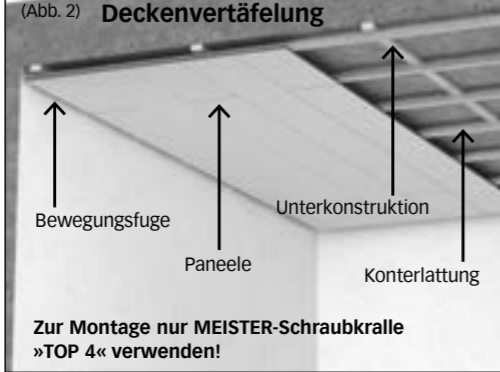 (Abb. 2) Deckenvertäfelung
Bewegungsfuge
Paneele
Unterkonstruktion
Konterlattung
Zur Montage nur MEISTER-Schraubkralle
»TOP 4« verwenden!